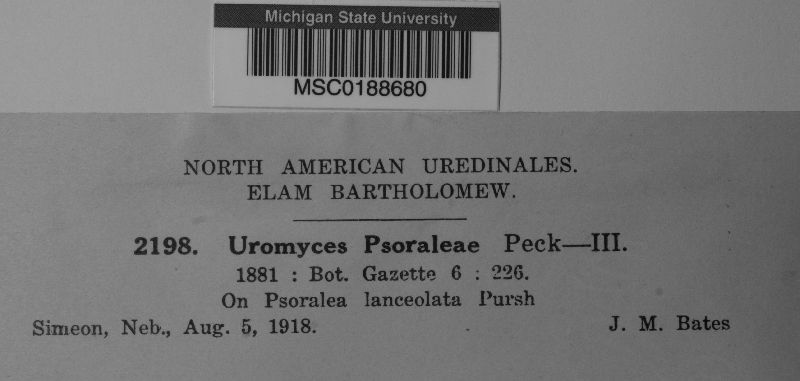 Michigan State University
MSC0188680
NORTH AMERICAN UREDINALES.
ELAM BARTHOLOMEW.
2198. Uromyces Psoraleae Peck—III.
1881 : Bot. Gazette 6 : 226.
On Psoralea lanceolata Pursh
Simeon, Neb., Aug. 5, 1918. J. M. Bates